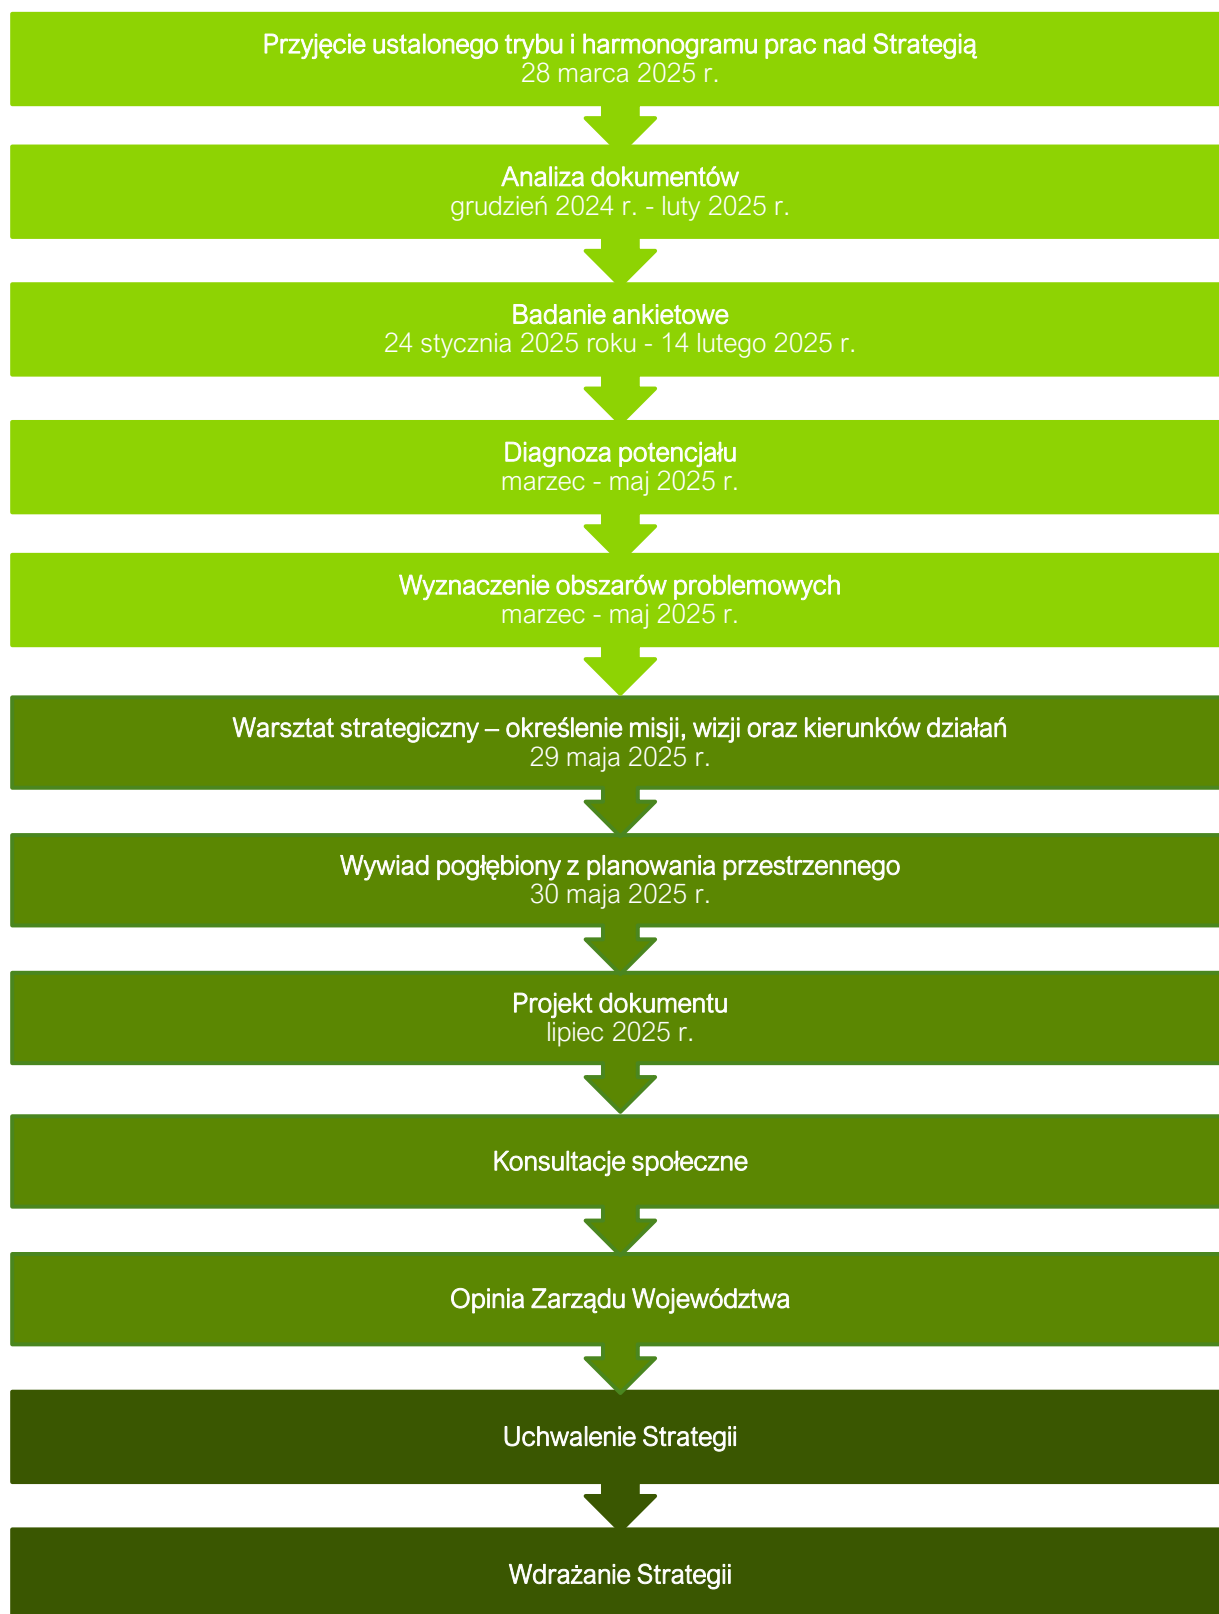 Przyjęcie ustalonego trybu i harmonogramu prac nad Strategią
28 marca 2025 r.
Analiza dokumentów
grudzień 2024 r. - luty 2025 r.
Badanie ankietowe
24 stycznia 2025 roku - 14 lutego 2025 r.
Diagnoza potencjału
marzec - maj 2025 r.
Wyznaczenie obszarów problemowych
marzec - maj 2025 r.
Warsztat strategiczny – określenie misji, wizji oraz kierunków działań
29 maja 2025 r.
Wywiad pogłębiony z planowania przestrzennego
30 maja 2025 r.
Projekt dokumentu
lipiec 2025 r.
Konsultacje społeczne
Opinia Zarządu Województwa
Uchwalenie Strategii
Wdrażanie Strategii